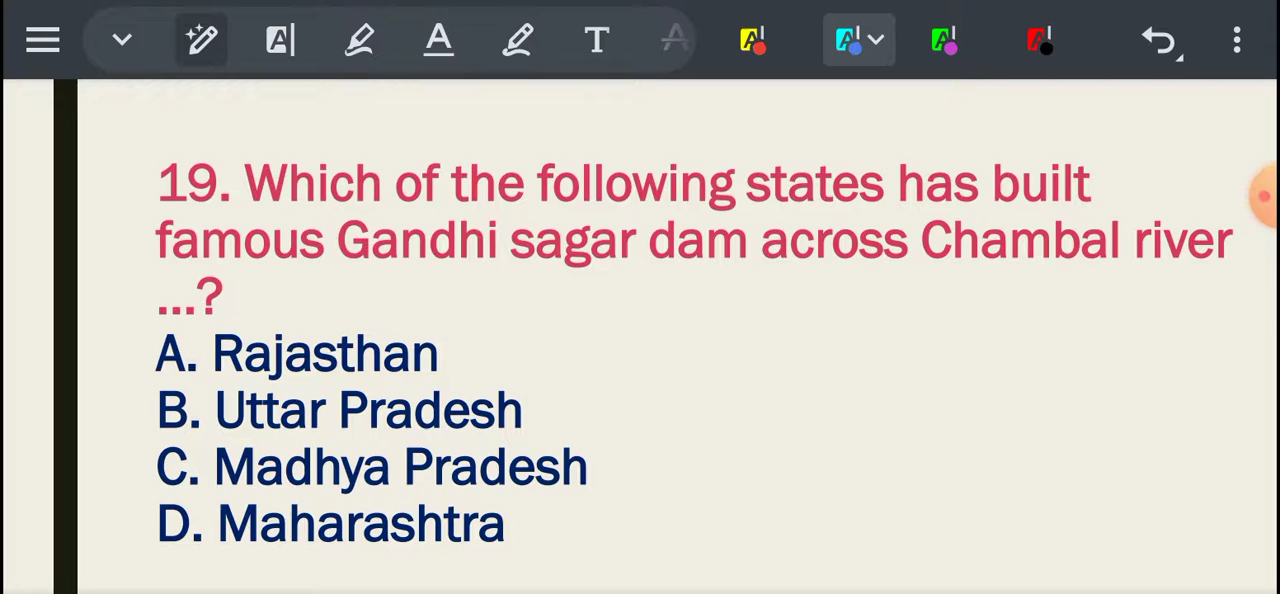 19. Which of the following states has built
famous Gandhi sagar dam across Chambal river
...?
A. Rajasthan
B. Uttar Pradesh
C. Madhya Pradesh
D. Maharashtra